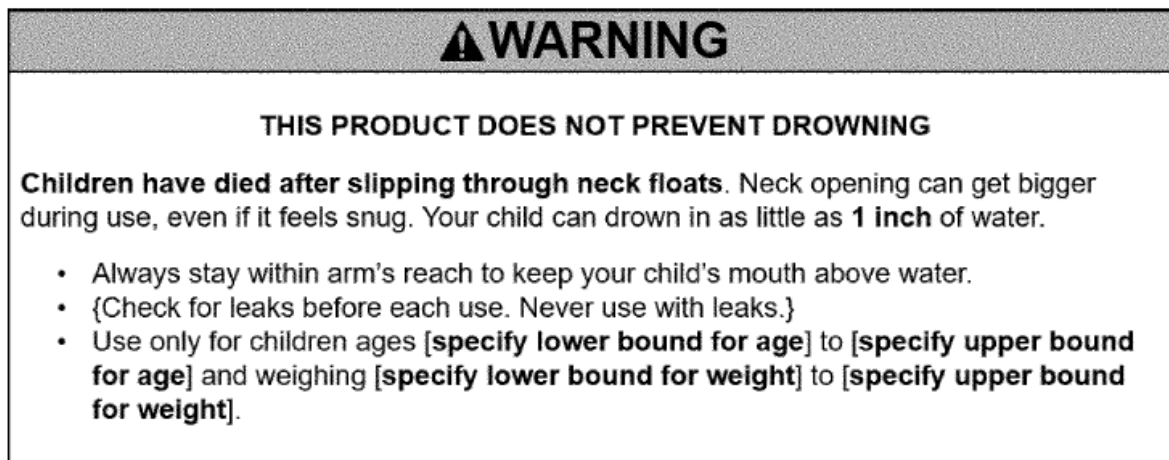 ⚠WARNING
THIS PRODUCT DOES NOT PREVENT DROWNING
Children have died after slipping through neck floats. Neck opening can get bigger
during use, even if it feels snug. Your child can drown in as little as 1 inch of water.
• Always stay within arm's reach to keep your child's mouth above water.
• {Check for leaks before each use. Never use with leaks.}
• Use only for children ages [specify lower bound for age] to [specify upper bound
for age] and weighing [specify lower bound for weight] to [specify upper bound
for weight].